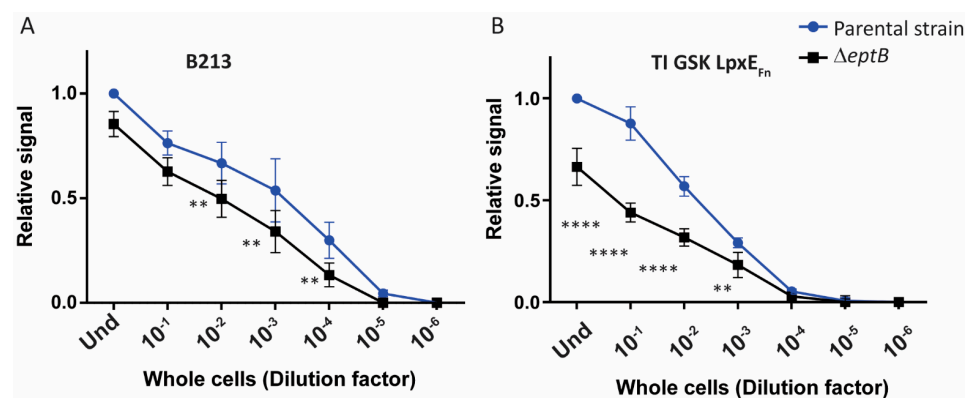 A
B213
Relative signal
1.0
0.5
0.0
Und
10-1
10-2
10-3
10-4
10-5
10-6
**
**
**
Whole cells (Dilution factor)
B
Parental strain
ΔeptB
TI GSK LpxEFn
Relative signal
1.0
0.5
0.0
****
****
****
**
Und
10-1
10-2
10-3
10-4
10-5
10-6
Whole cells (Dilution factor)